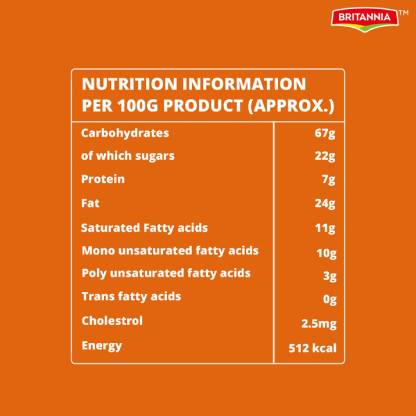 BRITANNIA TM
NUTRITION INFORMATION
PER 100G PRODUCT (APPROX.)
Carbohydrates 67g
of which sugars 22g
Protein 7g
Fat 24g
Saturated Fatty acids 11g
Mono unsaturated fatty acids 10g
Poly unsaturated fatty acids 3g
Trans fatty acids 0g
Cholestrol 2.5mg
Energy 512 kcal